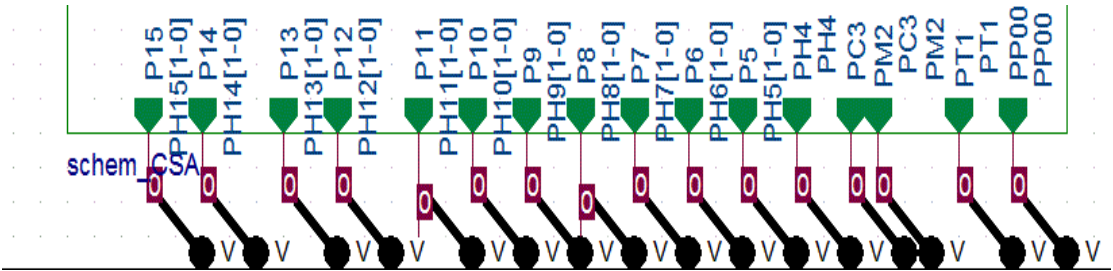 P15
PH15[1-0]
P14
PH14[1-0]
P13
PH13[1-0]
P12
PH12[1-0]
P11
PH11[1-0]
P10
PH10[1-0]
P9
PH9[1-0]
P8
PH8[1-0]
P7
PH7[1-0]
P6
PH6[1-0]
P5
PH5[1-0]
PH4
PH4
PC3
PM2
PC3
PM2
PT1
PT1
PP00
PP00
schem_CSA
0 0 0 0 0 0 0 0 0 0 0 0 0 0 0 0
V V V V V V V V V V V V V V V